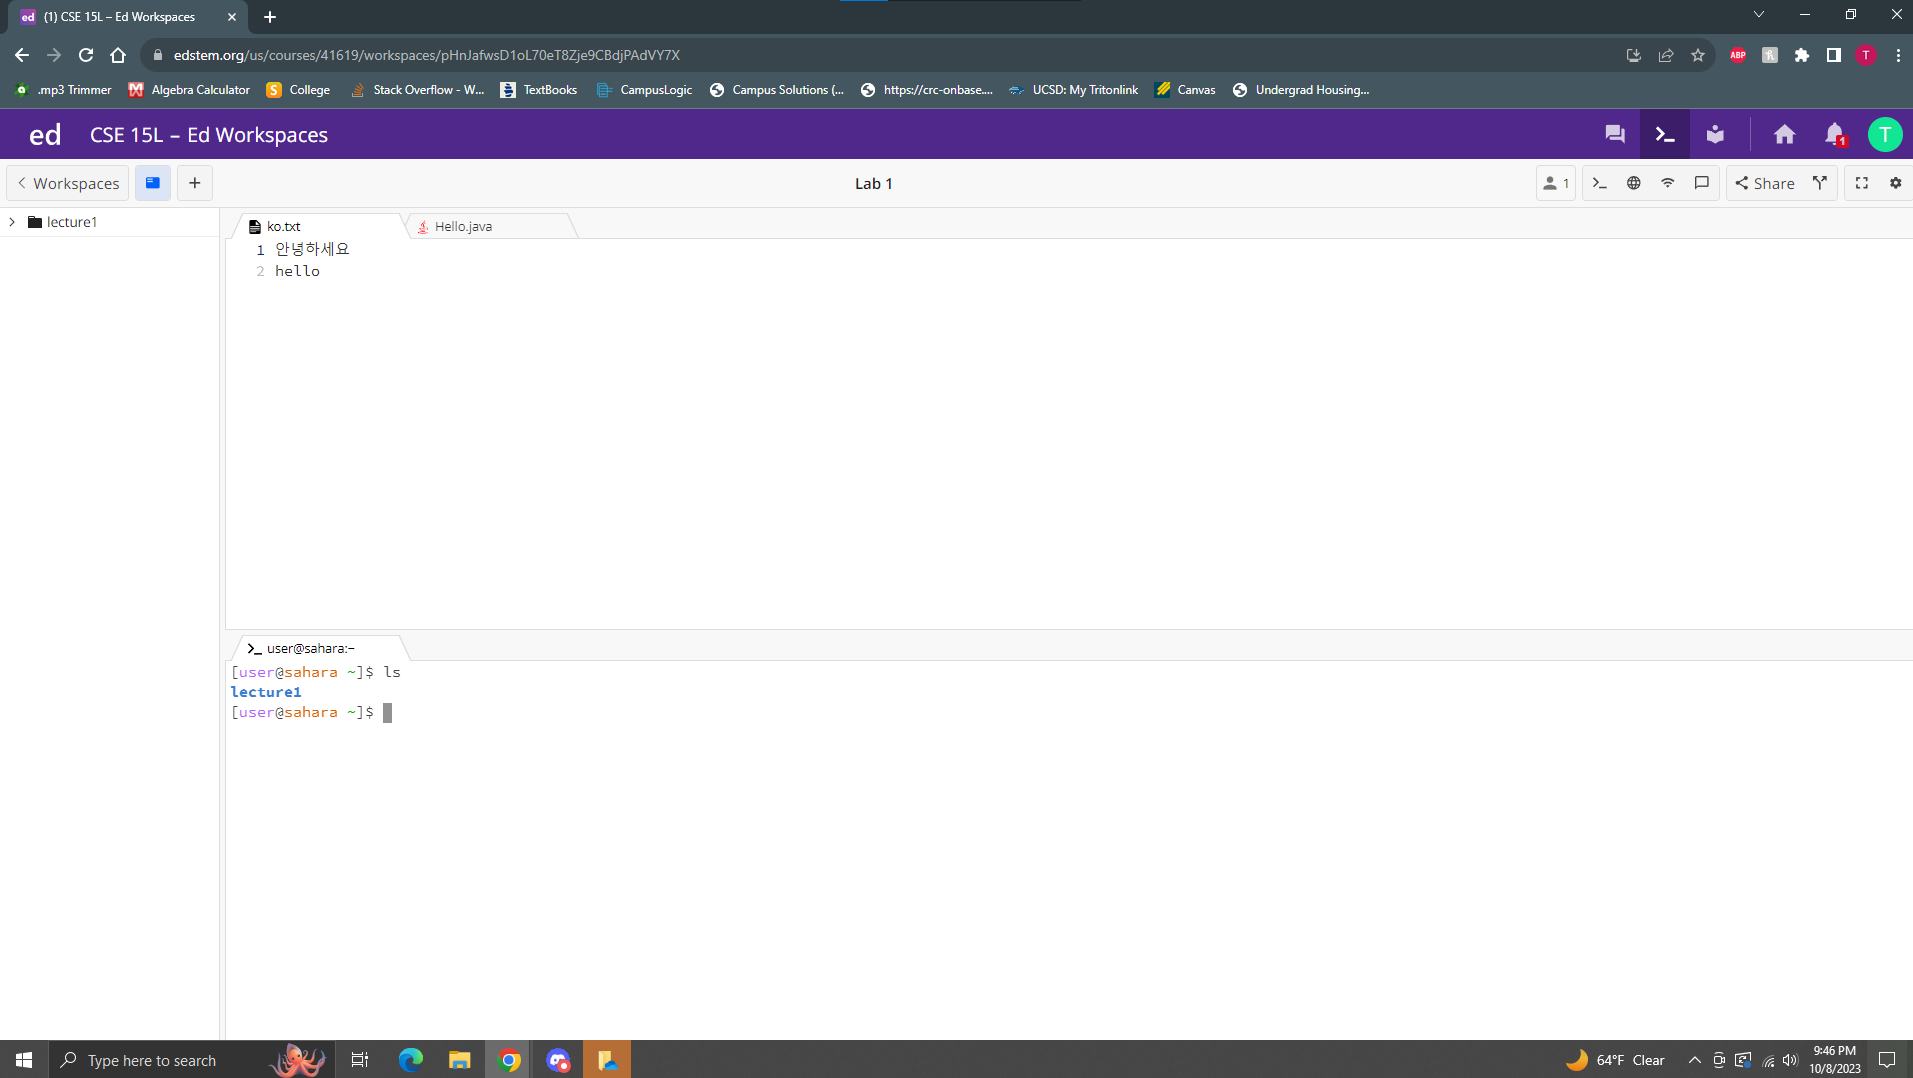 (1) CSE 15L – Ed Workspaces
edstem.org/us/courses/41619/workspaces/pHnJafwsD1oL70eT8Zje9CBdjPAdVY7X
ABP
T
.mp3 Trimmer Algebra Calculator College Stack Overflow - W... TextBooks CampusLogic Campus Solutions (... https://crc-onbase.... UCSD: My Tritonlink Canvas Undergrad Housing...
ed CSE 15L – Ed Workspaces 1 T
Workspaces Lab 1 1 Share
lecture1
ko.txt Hello.java
1 안녕하세요
2 hello
user@sahara:~
[user@sahara ~]$ ls
lecture1
[user@sahara ~]$
Type here to search 64°F Clear 9:46 PM
10/8/2023